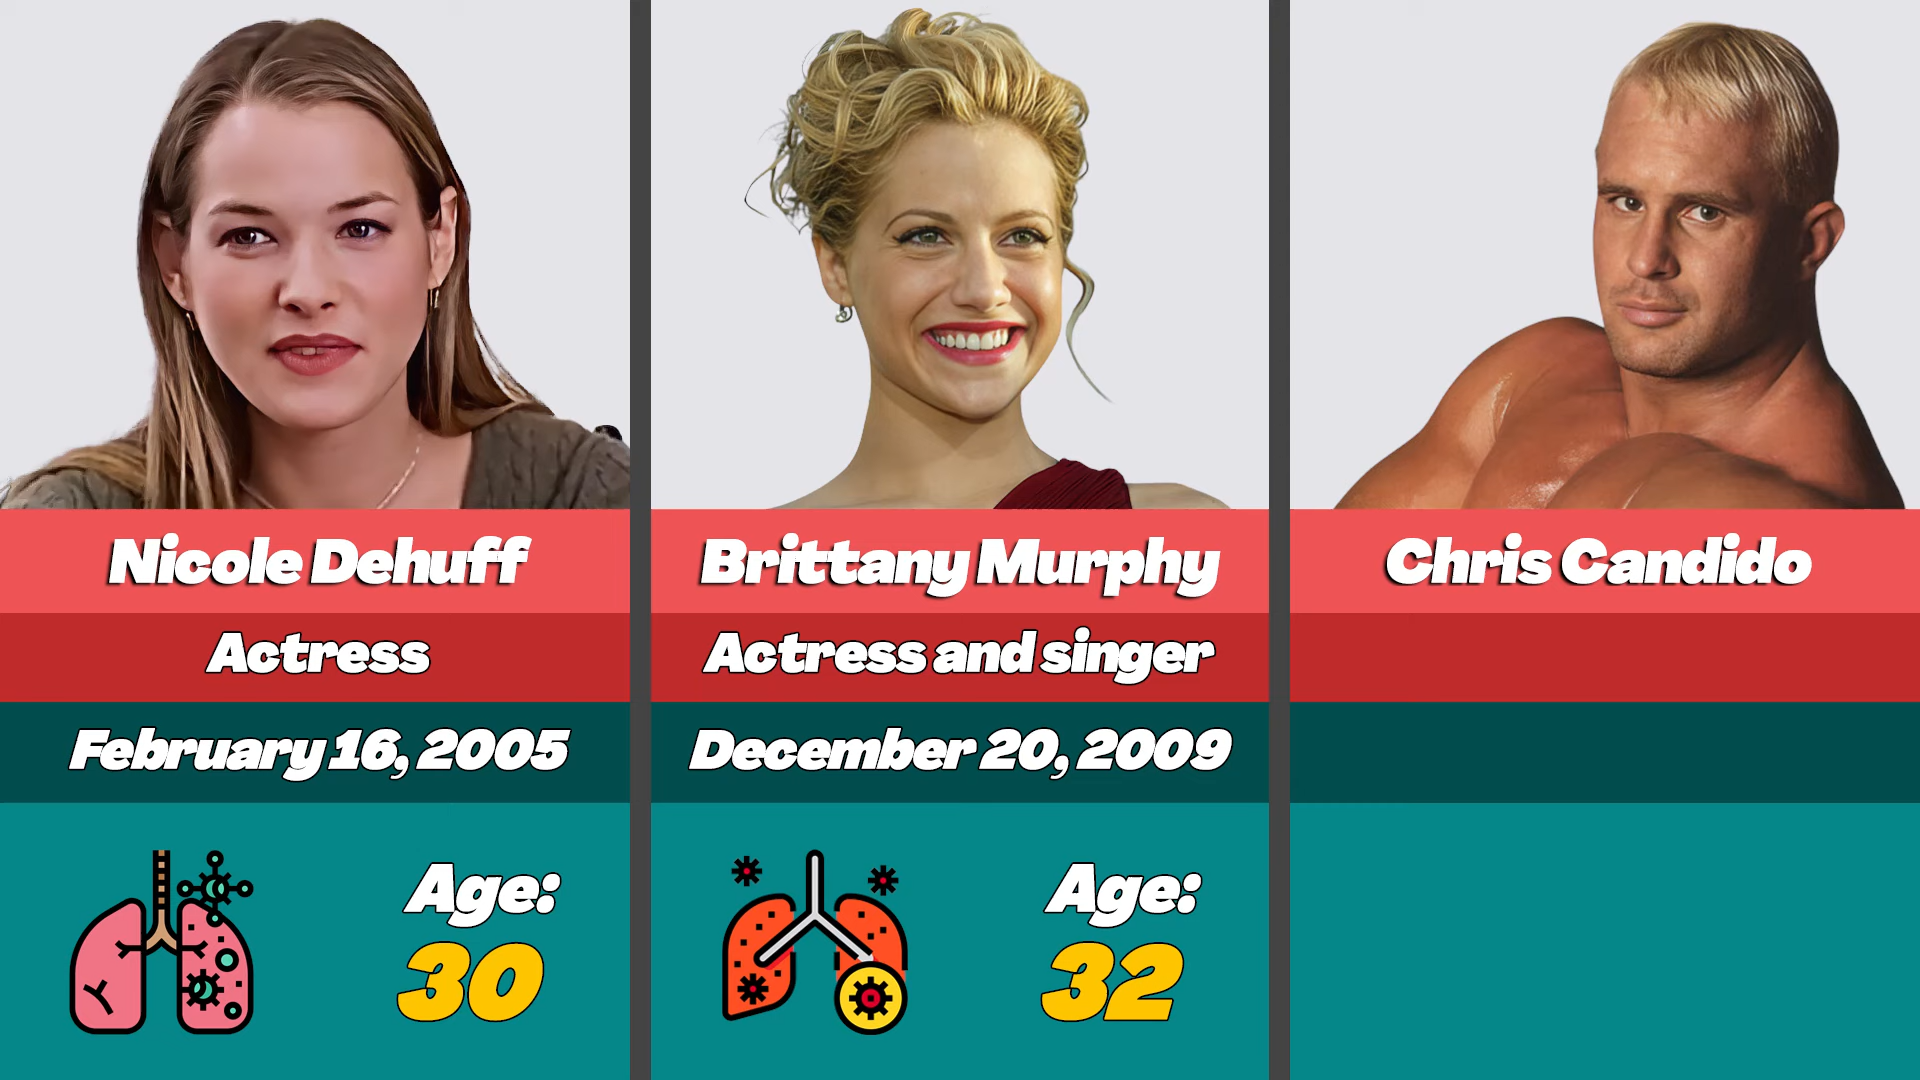 Nicole Dehuff
Actress
February 16, 2005
Age:
30
Brittany Murphy
Actress and singer
December 20, 2009
Age:
32
Chris Candido